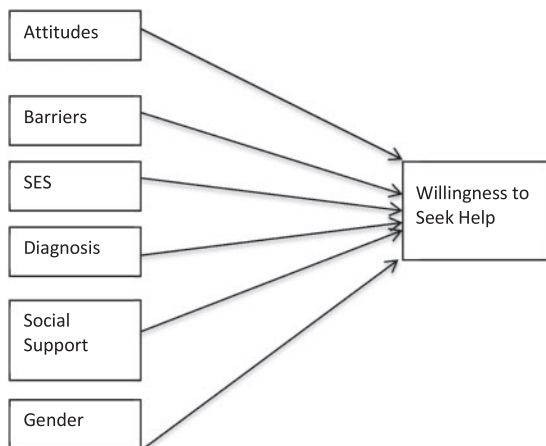 Attitudes
Barriers
SES
Diagnosis
Social
Support
Gender
Willingness to
Seek Help